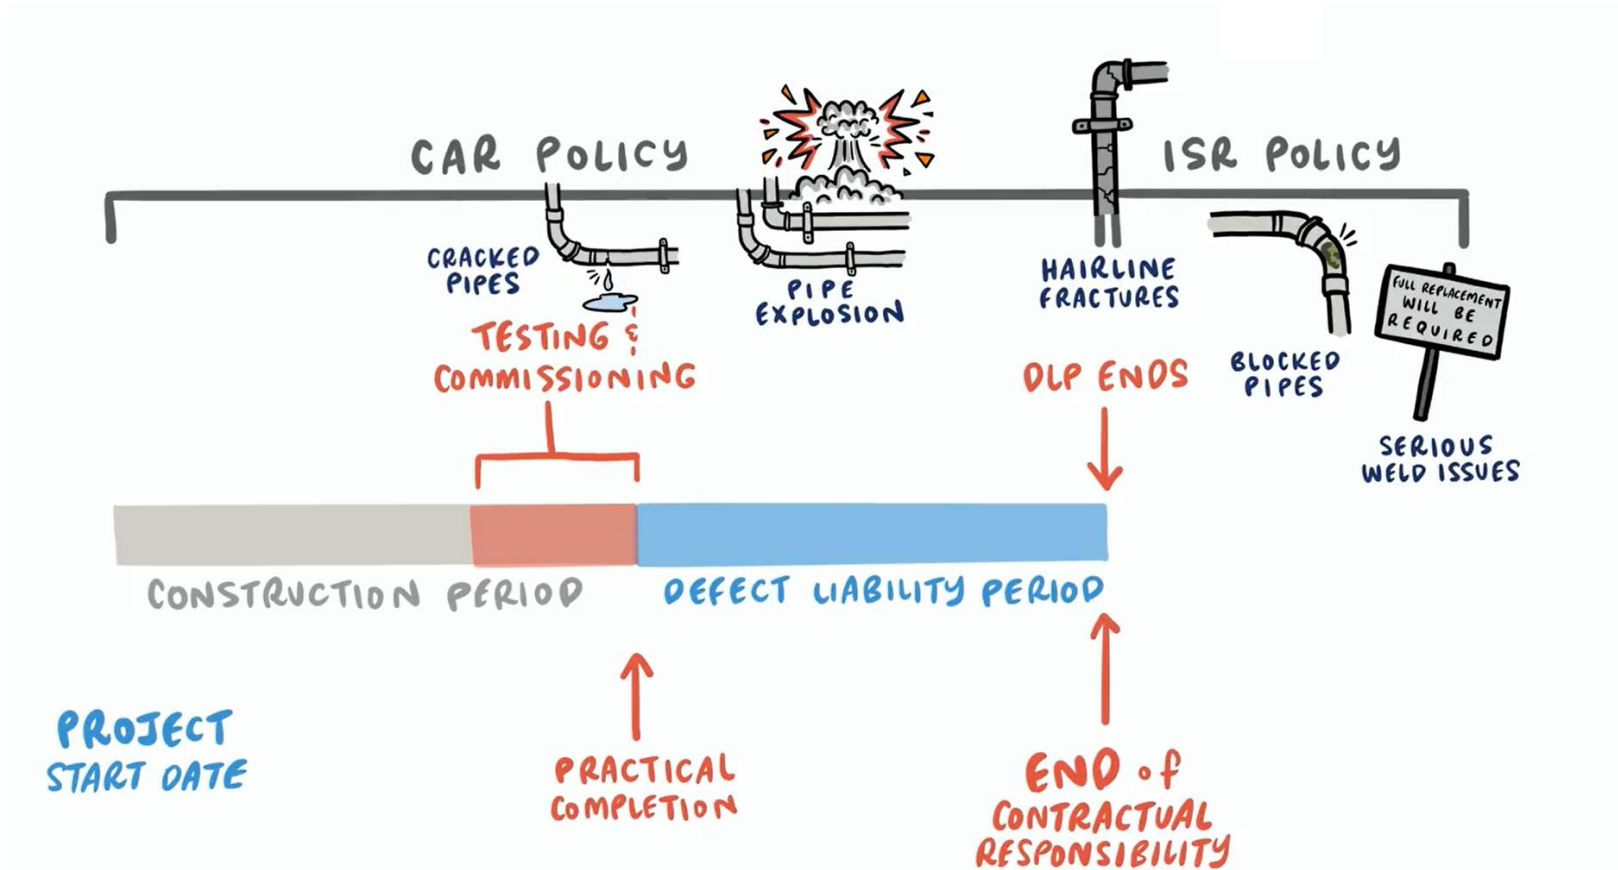 CAR POLICY
ISR POLICY
CRACKED
PIPES
PIPE
EXPLOSION
HAIRLINE
FRACTURES
FULL REPLACEMENT
WILL BE
REQUIRED
BLOCKED
PIPES
SERIOUS
WELD ISSUES
TESTING &
COMMISSIONING
DLP ENDS
CONSTRUCTION PERIOD
DEFECT LIABILITY PERIOD
PROJECT
START DATE
PRACTICAL
COMPLETION
END of
CONTRACTUAL
RESPONSIBILITY